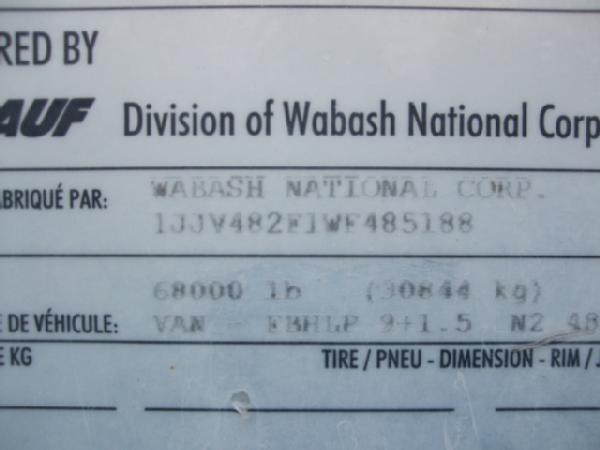 RED BY
AUF Division of Wabash National Corp
ABRIQUÉ PAR: WABASH NATIONAL CORP.
1JJV482F1WF485188
68000 lb (30844 kg)
E DE VÉHICULE: VAN - FBHLP 9+1.5 N2 48
E KG TIRE / PNEU - DIMENSION - RIM / J